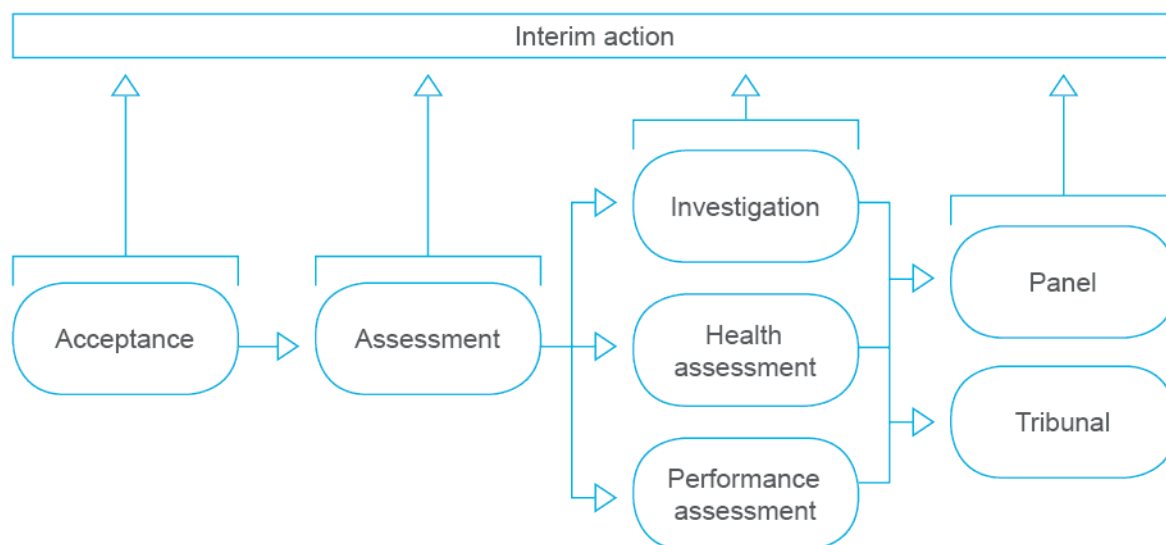 Interim action
Acceptance
Assessment
Investigation
Health
assessment
Performance
assessment
Panel
Tribunal